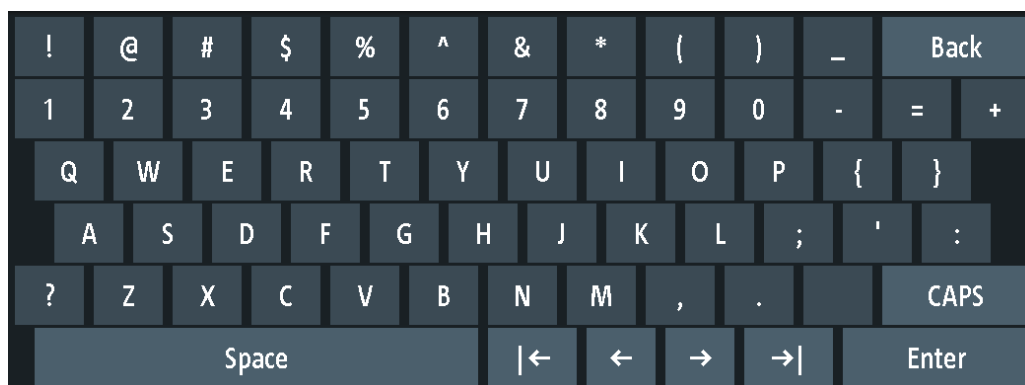 ! @ # $ % ^ & * ( ) _ Back
1 2 3 4 5 6 7 8 9 0 - = +
Q W E R T Y U I O P { }
A S D F G H J K L ; ' :
? Z X C V B N M , . CAPS
Space |← ← → →| Enter